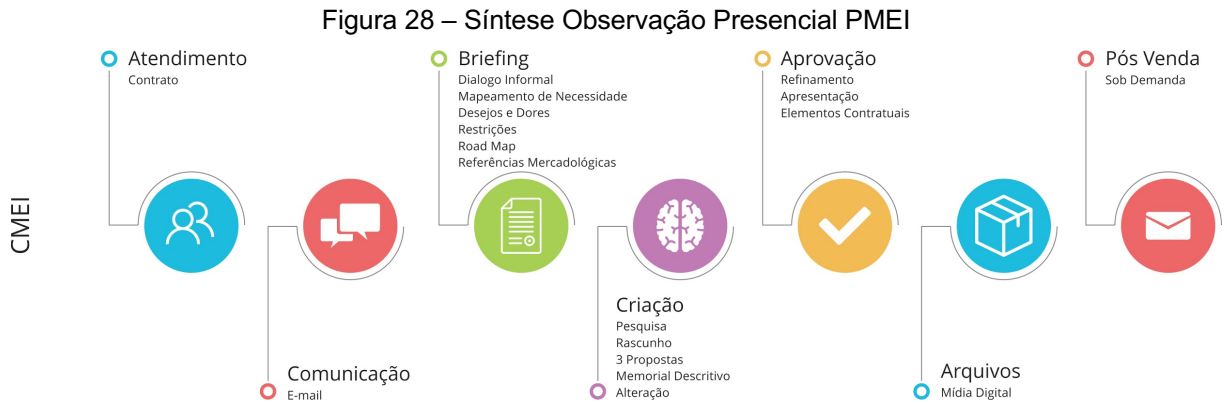 Figura 28 – Síntese Observação Presencial PMEI
CMEI
Atendimento
Contrato
Comunicação
E-mail
Briefing
Dialogo Informal
Mapeamento de Necessidade
Desejos e Dores
Restrições
Road Map
Referências Mercadológicas
Criação
Pesquisa
Rascunho
3 Propostas
Memorial Descritivo
Alteração
Aprovação
Refinamento
Apresentação
Elementos Contratuais
Arquivos
Mídia Digital
Pós Venda
Sob Demanda